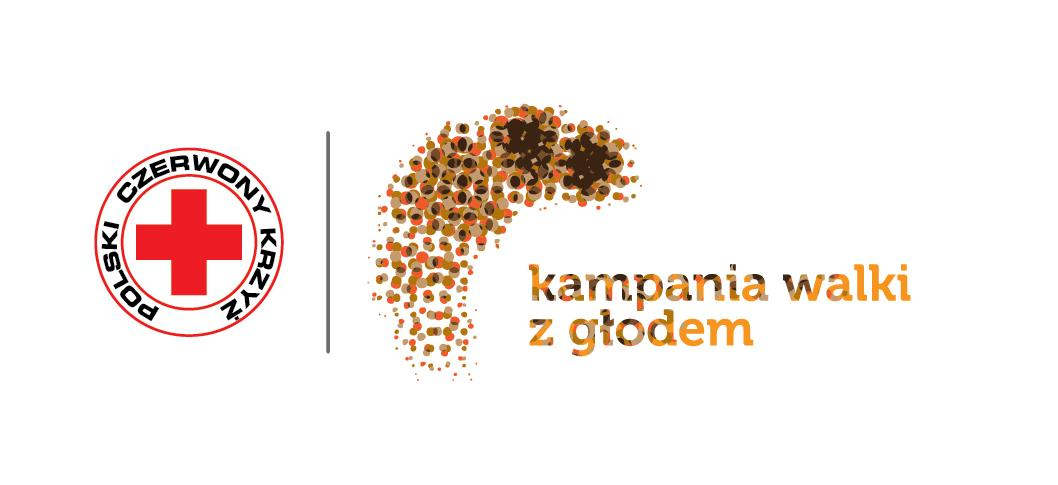 POLSKI CZERWONY KRZYŻ
kampania walki
z głodem